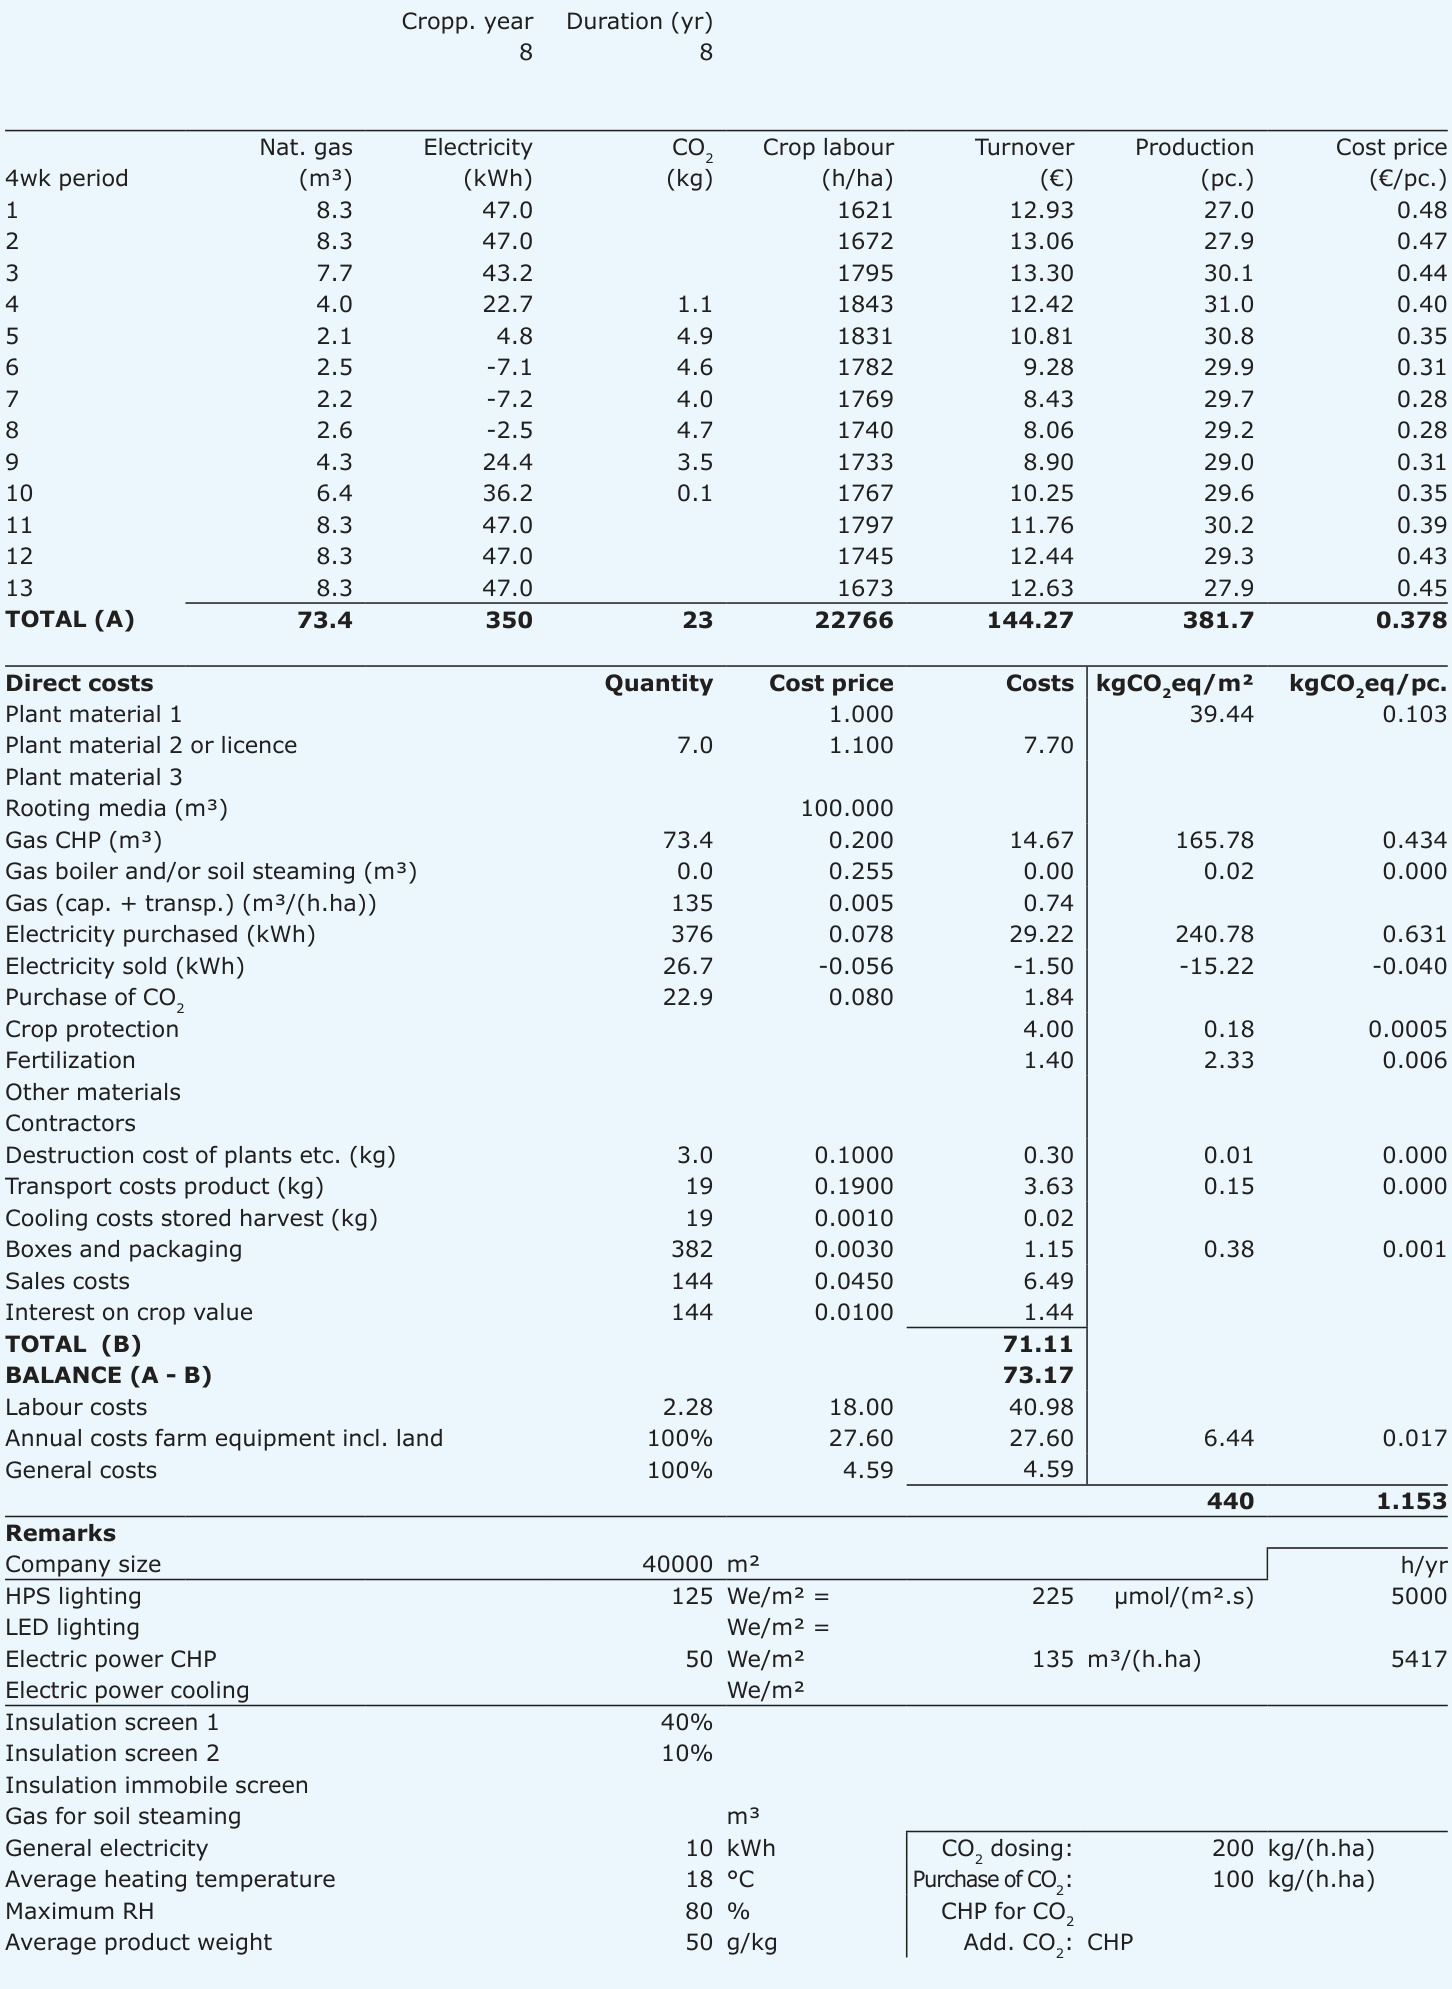 Cropp. year Duration (yr)
8 8
Nat. gas Electricity CO₂ Crop labour Turnover Production Cost price
4wk period (m³) (kWh) (kg) (h/ha) (€) (pc.) (€/pc.)
1 8.3 47.0 1621 12.93 27.0 0.48
2 8.3 47.0 1672 13.06 27.9 0.47
3 7.7 43.2 1795 13.30 30.1 0.44
4 4.0 22.7 1.1 1843 12.42 31.0 0.40
5 2.1 4.8 4.9 1831 10.81 30.8 0.35
6 2.5 -7.1 4.6 1782 9.28 29.9 0.31
7 2.2 -7.2 4.0 1769 8.43 29.7 0.28
8 2.6 -2.5 4.7 1740 8.06 29.2 0.28
9 4.3 24.4 3.5 1733 8.90 29.0 0.31
10 6.4 36.2 0.1 1767 10.25 29.6 0.35
11 8.3 47.0 1797 11.76 30.2 0.39
12 8.3 47.0 1745 12.44 29.3 0.43
13 8.3 47.0 1673 12.63 27.9 0.45
TOTAL (A) 73.4 350 23 22766 144.27 381.7 0.378
Direct costs Quantity Cost price Costs kgCO₂eq/m² kgCO₂eq/pc.
Plant material 1 1.000 39.44 0.103
Plant material 2 or licence 7.0 1.100 7.70
Plant material 3
Rooting media (m³) 100.000
Gas CHP (m³) 73.4 0.200 14.67 165.78 0.434
Gas boiler and/or soil steaming (m³) 0.0 0.255 0.00 0.02 0.000
Gas (cap. + transp.) (m³/(h.ha)) 135 0.005 0.74
Electricity purchased (kWh) 376 0.078 29.22 240.78 0.631
Electricity sold (kWh) 26.7 -0.056 -1.50 -15.22 -0.040
Purchase of CO₂ 22.9 0.080 1.84
Crop protection 4.00 0.18 0.0005
Fertilization 1.40 2.33 0.006
Other materials
Contractors
Destruction cost of plants etc. (kg) 3.0 0.1000 0.30 0.01 0.000
Transport costs product (kg) 19 0.1900 3.63 0.15 0.000
Cooling costs stored harvest (kg) 19 0.0010 0.02
Boxes and packaging 382 0.0030 1.15 0.38 0.001
Sales costs 144 0.0450 6.49
Interest on crop value 144 0.0100 1.44
TOTAL (B) 71.11
BALANCE (A - B) 73.17
Labour costs 2.28 18.00 40.98
Annual costs farm equipment incl. land 100% 27.60 27.60 6.44 0.017
General costs 100% 4.59 4.59
440 1.153
Remarks
Company size 40000 m² h/yr
HPS lighting 125 We/m² = 225 µmol/(m².s) 5000
LED lighting We/m² =
Electric power CHP 50 We/m² 135 m³/(h.ha) 5417
Electric power cooling We/m²
Insulation screen 1 40%
Insulation screen 2 10%
Insulation immobile screen
Gas for soil steaming m³
General electricity 10 kWh CO₂ dosing: 200 kg/(h.ha)
Average heating temperature 18 °C Purchase of CO₂: 100 kg/(h.ha)
Maximum RH 80 % CHP for CO₂
Average product weight 50 g/kg Add. CO₂: CHP